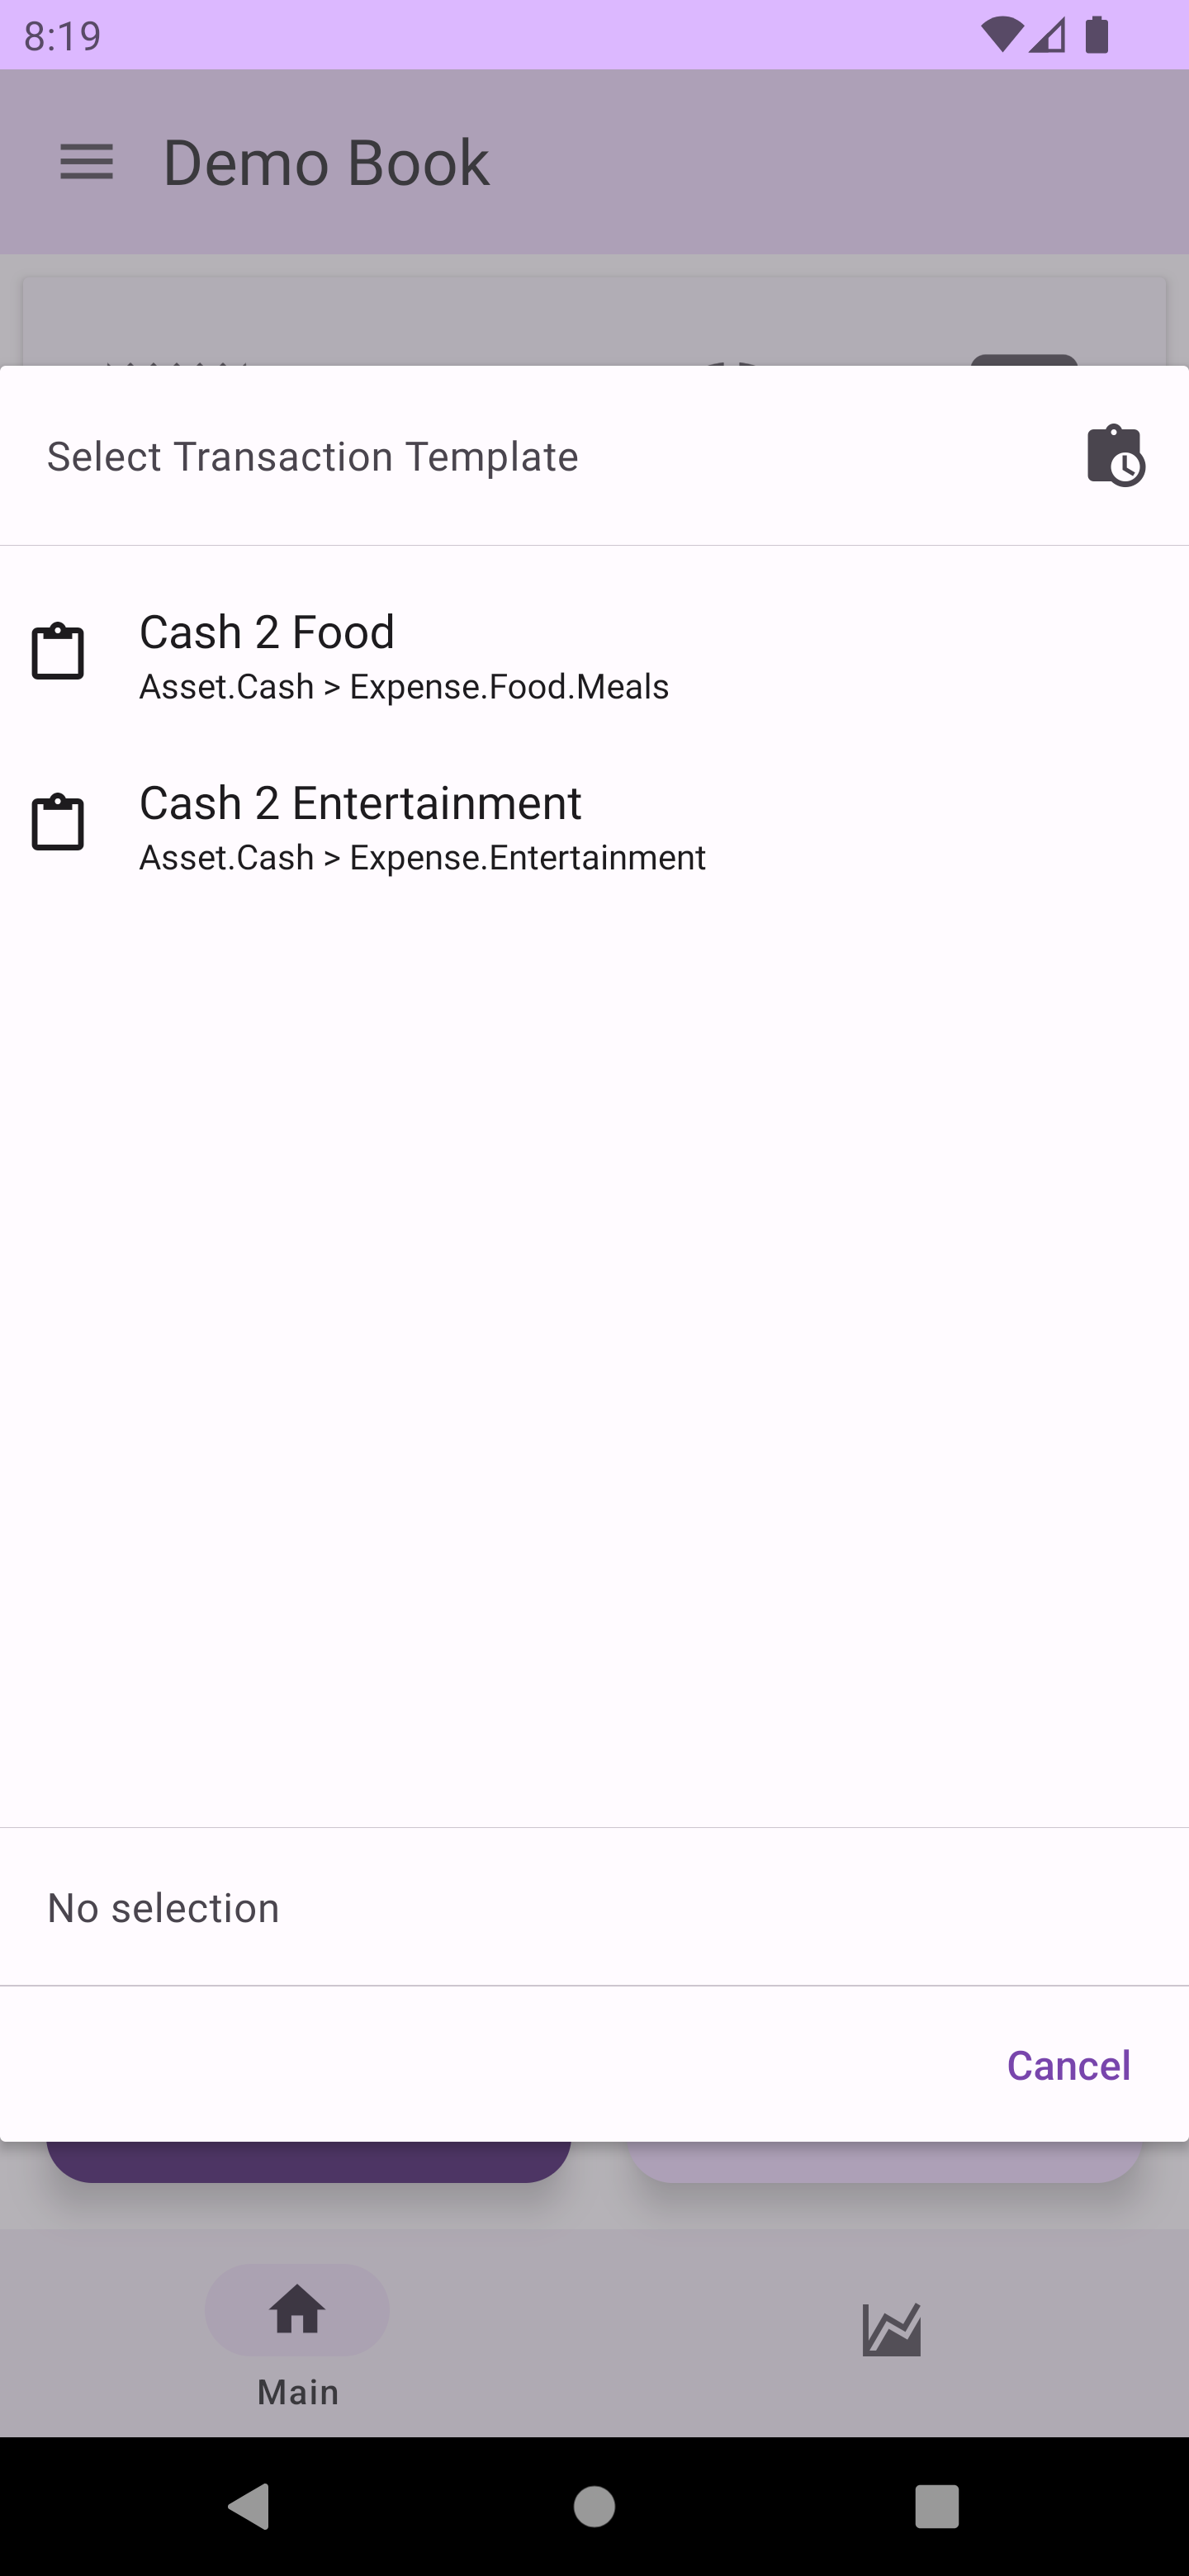 8:19
Demo Book
Select Transaction Template
Cash 2 Food
Asset.Cash > Expense.Food.Meals
Cash 2 Entertainment
Asset.Cash > Expense.Entertainment
No selection
Cancel
Main